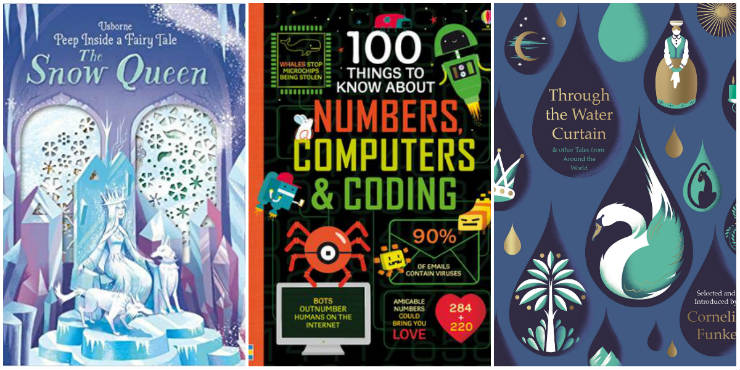 Usborne
Peep Inside a Fairy Tale
The
Snow Queen
WHALES STOP
MICROCHIPS
BEING STOLEN
100
THINGS TO
KNOW ABOUT
NUMBERS,
COMPUTERS
& CODING
90%
OF EMAILS
CONTAIN VIRUSES
BOTS
OUTNUMBER
HUMANS ON THE
INTERNET
AMICABLE
NUMBERS
COULD
BRING YOU
LOVE
284
+
220
Through
the Water
Curtain
& other Tales from
Around the
World
Selected and
Introduced by
Cornelia
Funke